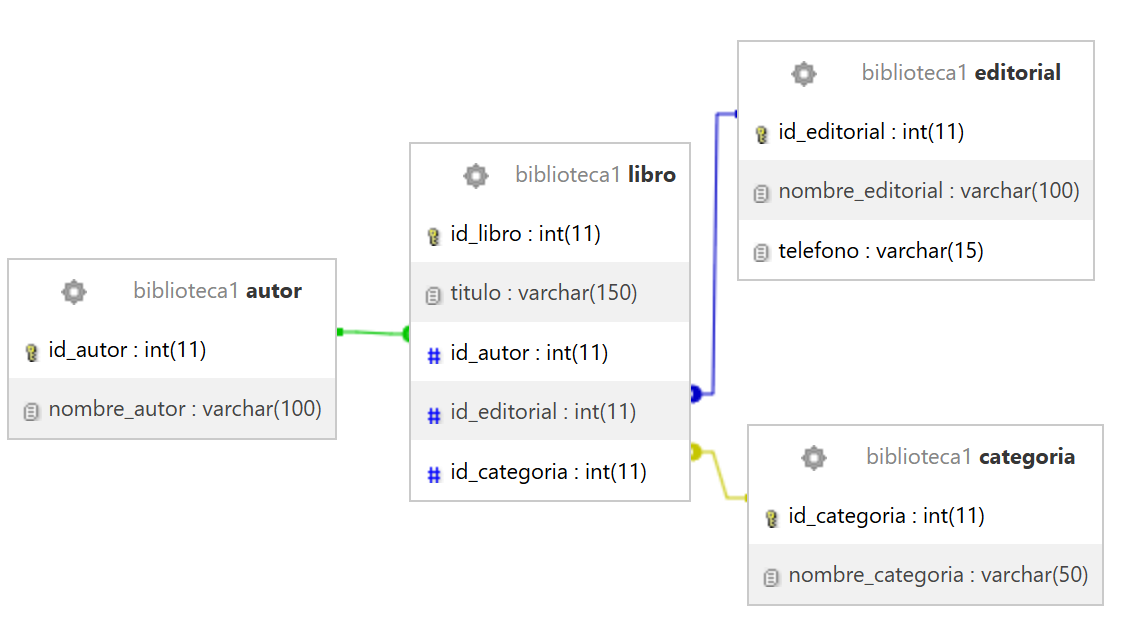 biblioteca1 autor
id_autor : int(11)
nombre_autor : varchar(100)
biblioteca1 libro
id_libro : int(11)
titulo : varchar(150)
# id_autor : int(11)
# id_editorial : int(11)
# id_categoria : int(11)
biblioteca1 editorial
id_editorial : int(11)
nombre_editorial : varchar(100)
telefono : varchar(15)
biblioteca1 categoria
id_categoria : int(11)
nombre_categoria : varchar(50)